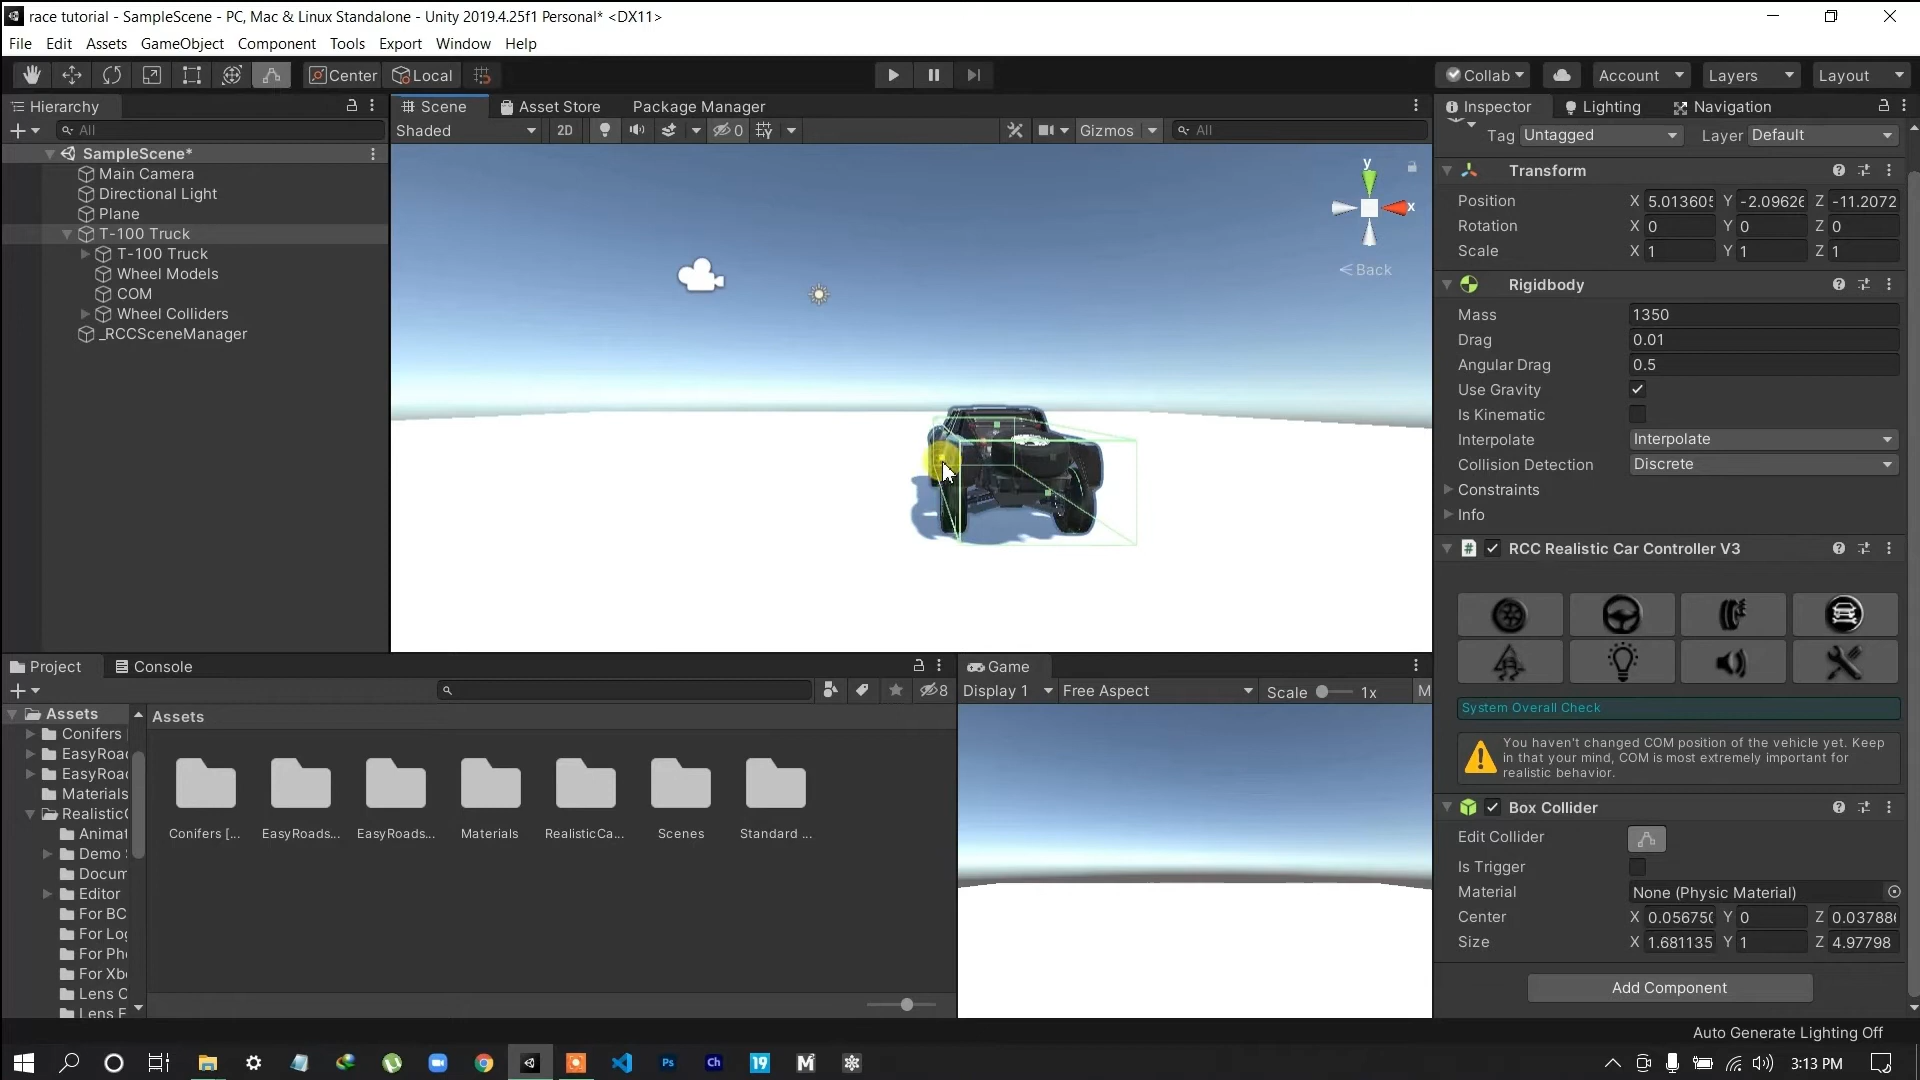 race tutorial - SampleScene - PC, Mac & Linux Standalone - Unity 2019.4.25f1 Personal* <DX11>
File Edit Assets GameObject Component Tools Export Window Help
Center Local Collab Account Layers Layout
Hierarchy
All
SampleScene*
Main Camera
Directional Light
Plane
T-100 Truck
T-100 Truck
Wheel Models
COM
Wheel Colliders
_RCCSceneManager
Scene Asset Store Package Manager
Shaded 2D 0 Gizmos All
y
x
Back
Inspector Lighting Navigation
Tag Untagged Layer Default
Transform
Position X 5.013605 Y -2.09626 Z -11.2072
Rotation X 0 Y 0 Z 0
Scale X 1 Y 1 Z 1
Rigidbody
Mass 1350
Drag 0.01
Angular Drag 0.5
Use Gravity
Is Kinematic
Interpolate Interpolate
Collision Detection Discrete
Constraints
Info
# RCC Realistic Car Controller V3
System Overall Check
You haven't changed COM position of the vehicle yet. Keep
in that your mind, COM is most extremely important for
realistic behavior.
Box Collider
Edit Collider
Is Trigger
Material None (Physic Material)
Center X 0.056750 Y 0 Z 0.037886
Size X 1.681135 Y 1 Z 4.97798
Add Component
Auto Generate Lighting Off
Project Console
8
Assets
Conifers
EasyRoad
EasyRoad
Materials
Realistic
Animat
Demo
Docum
Editor
For BC
For Log
For Pho
For Xb
Lens C
Lens F
Assets
Conifers [... EasyRoads... EasyRoads... Materials RealisticCa... Scenes Standard ...
Game
Display 1 Free Aspect Scale 1x M
Ps Ch 19 M
3:13 PM